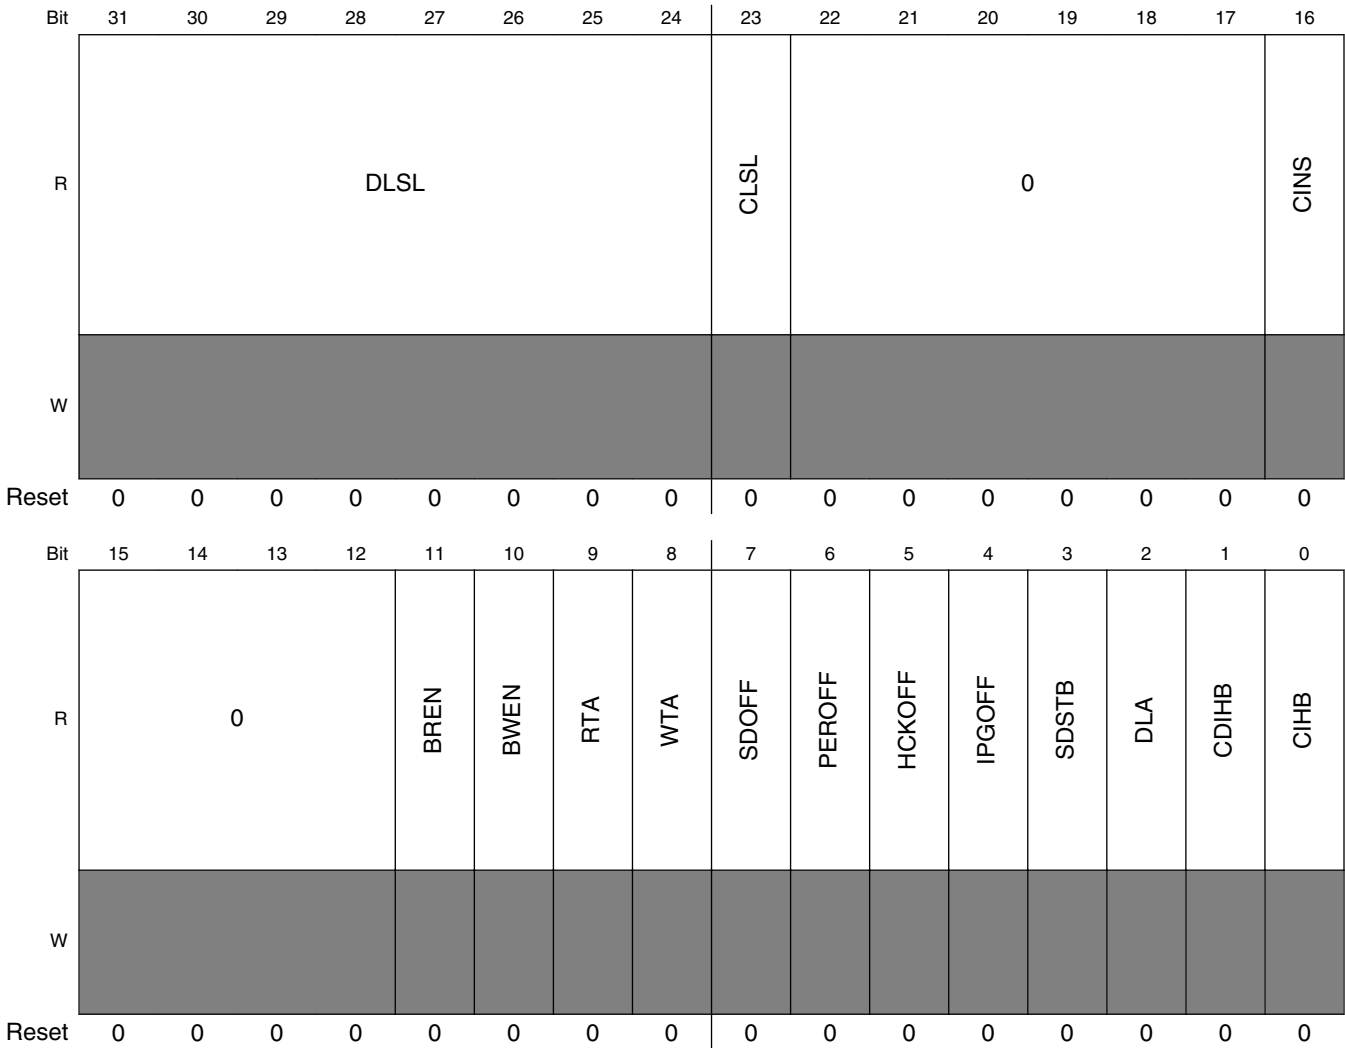 Bit 31 30 29 28 27 26 25 24 23 22 21 20 19 18 17 16
R DLSL CLSL 0 CINS
W
Reset 0 0 0 0 0 0 0 0 0 0 0 0 0 0 0 0
Bit 15 14 13 12 11 10 9 8 7 6 5 4 3 2 1 0
R 0 BREN BWEN RTA WTA SDOFF PEROFF HCKOFF IPGOFF SDSTB DLA CDIHB CIHB
W
Reset 0 0 0 0 0 0 0 0 0 0 0 0 0 0 0 0